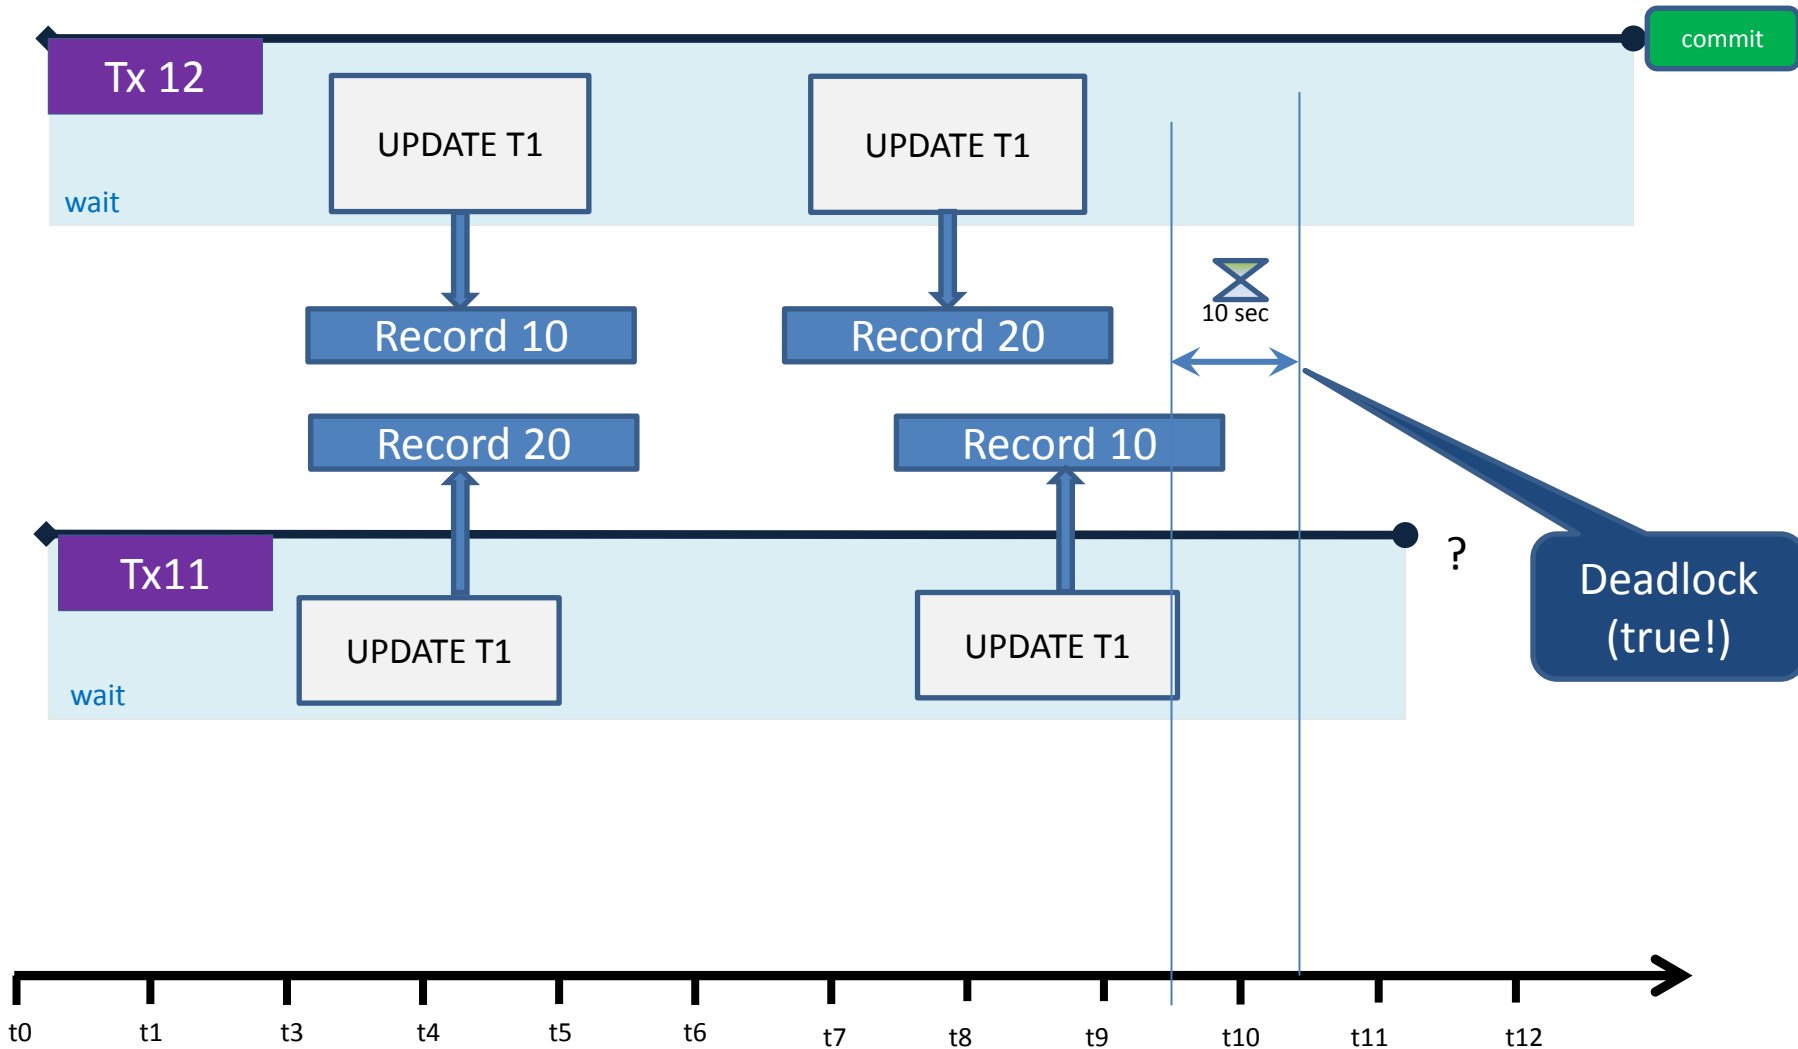 commit
Tx 12
UPDATE T1
UPDATE T1
wait
10 sec
Record 10
Record 20
Record 20
Record 10
?
Tx11
Deadlock
(true!)
UPDATE T1
UPDATE T1
wait
t0
t1
t3
t4
t5
t6
t7
t8
t9
t10
t11
t12